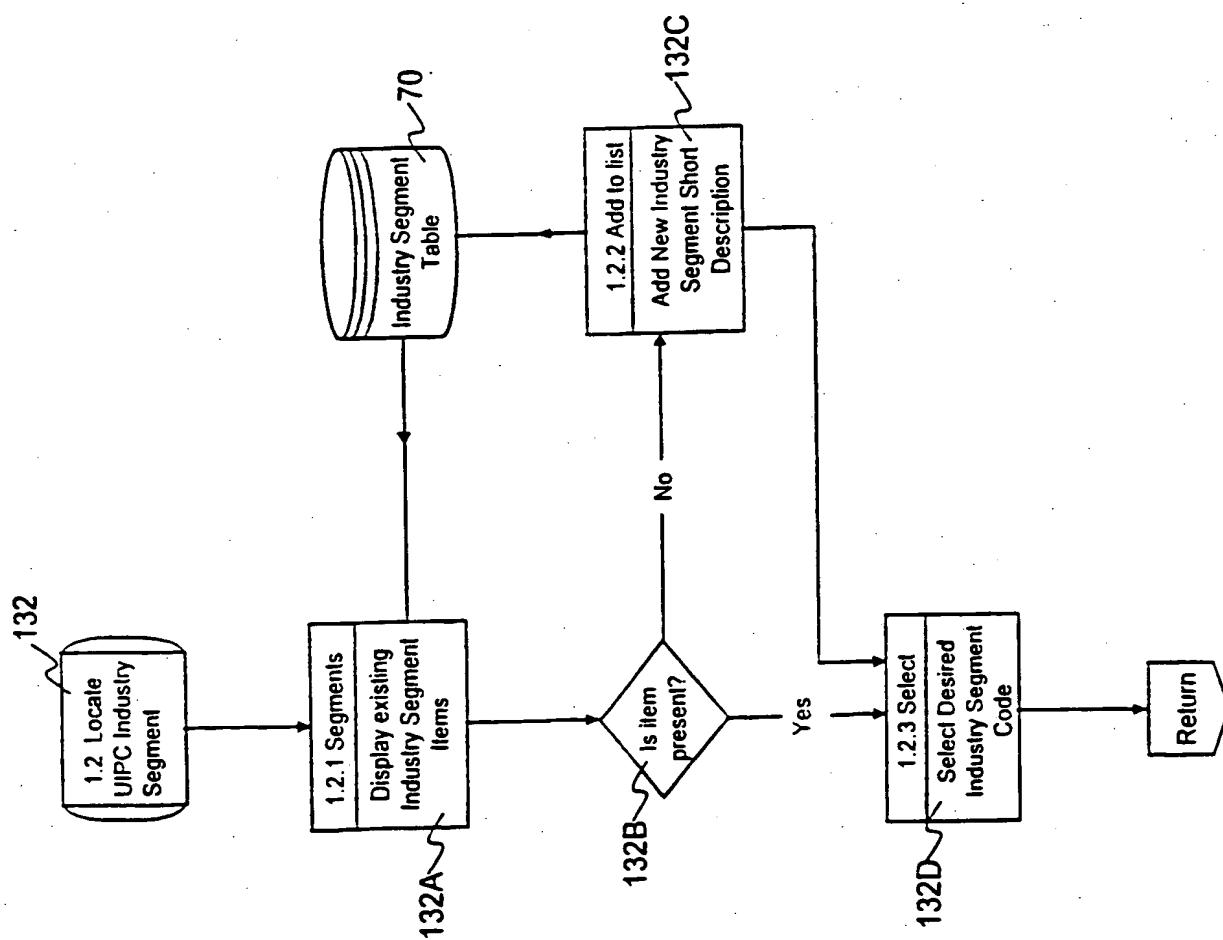 132
1.2 Locate
UIPC Industry
Segment
1.2.1 Segments
Display existing
Industry Segment
Items
132A
70
Industry Segment
Table
Is item
present?
132B
No
Yes
1.2.2 Add to list
Add New Industry
Segment Short
Description
132C
1.2.3 Select
Select Desired
Industry Segment
Code
132D
Return